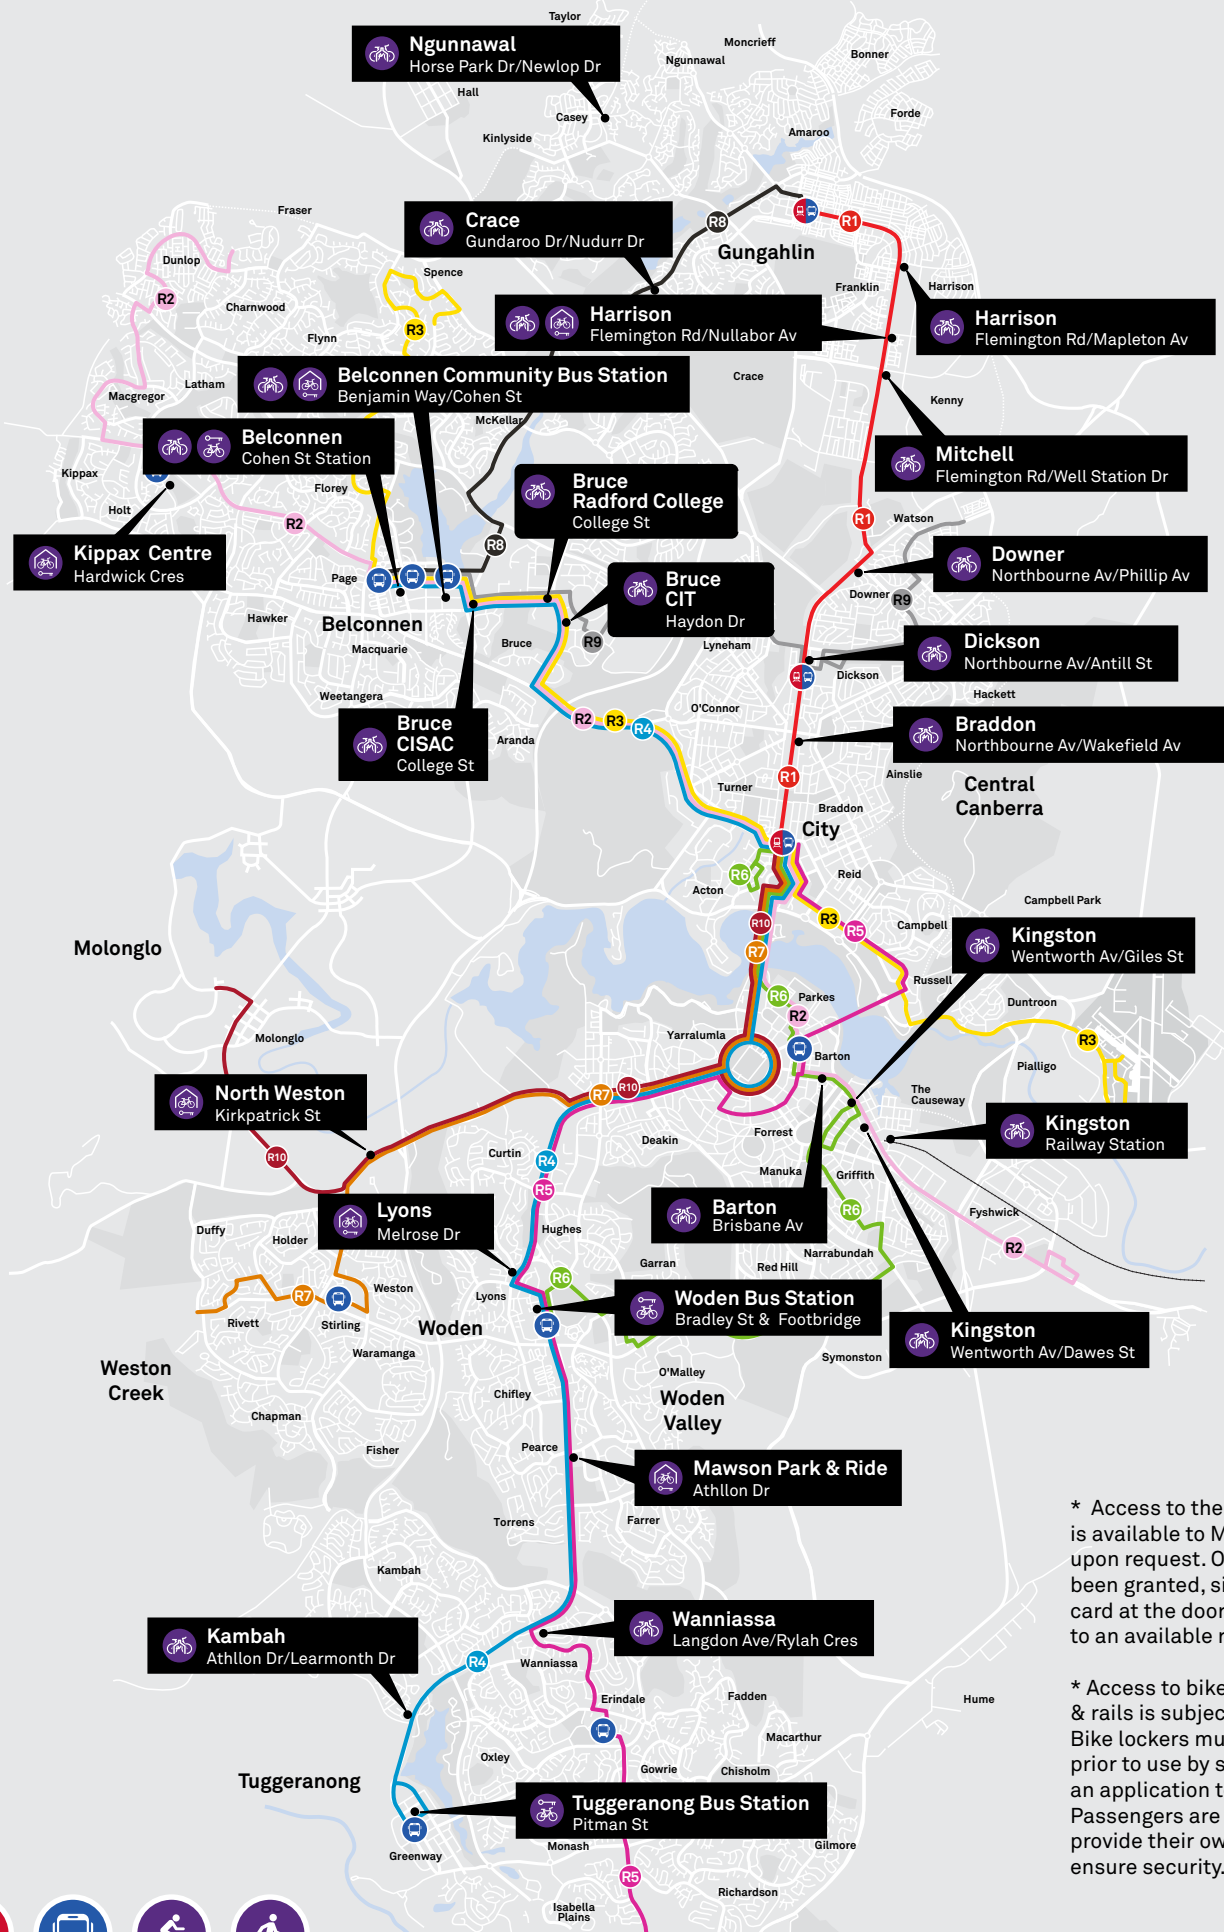 Taylor
Ngunnawal
Horse Park Dr/Newlop Dr
Moncrieff
Bonner
Ngunnawal
Hall
Casey
Forde
Kinlyside
Amaroo
Fraser
Crace
Gundaroo Dr/Nudurr Dr
R8
R1
Gungahlin
Dunlop
Spence
Franklin
Harrison
R2
Charnwood
Harrison
Flemington Rd/Nullabor Av
Harrison
Flemington Rd/Mapleton Av
R3
Flynn
Latham
Belconnen Community Bus Station
Benjamin Way/Cohen St
Crace
Macgregor
Kenny
McKellar
Belconnen
Cohen St Station
Mitchell
Flemington Rd/Well Station Dr
Kippax
Florey
Bruce
Radford College
College St
Holt
R2
R1
Watson
Kippax Centre
Hardwick Cres
R8
Downer
Northbourne Av/Phillip Av
Page
Bruce
CIT
Haydon Dr
Downer
R9
Hawker
Belconnen
Macquarie
Bruce
R9
Lyneham
Dickson
Northbourne Av/Antill St
Dickson
Weetangera
Hackett
O'Connor
Bruce
CISAC
College St
R2
R3
R4
Braddon
Northbourne Av/Wakefield Av
Aranda
Ainslie
R1
Central
Canberra
Turner
Braddon
City
R6
Reid
Acton
Campbell Park
R10
R3
R5
Campbell
Kingston
Wentworth Av/Giles St
Molonglo
R7
Russell
R6
Parkes
Duntroon
R2
Molonglo
Yarralumla
R3
Barton
Pialligo
North Weston
Kirkpatrick St
R7
R10
The
Causeway
Kingston
Railway Station
Forrest
Deakin
Curtin
R10
R4
Manuka
Griffith
R5
Lyons
Melrose Dr
Barton
Brisbane Av
R6
Fyshwick
Duffy
Holder
Hughes
R2
Narrabundah
Garran
Red Hill
R6
Weston
Lyons
R7
Woden Bus Station
Bradley St & Footbridge
Rivett
Stirling
Woden
Kingston
Wentworth Av/Dawes St
Waramanga
Symonston
Weston
Creek
O'Malley
Chifley
Woden
Valley
Chapman
Fisher
Pearce
Mawson Park & Ride
Athllon Dr
Torrens
Farrer
Kambah
Wanniassa
Langdon Ave/Rylah Cres
Kambah
Athllon Dr/Learmonth Dr
R4
Wanniassa
Erindale
Fadden
Hume
Macarthur
Oxley
Gowrie
Chisholm
Tuggeranong
Tuggeranong Bus Station
Pitman St
Monash
Gilmore
Greenway
R5
Richardson
Isabella
Plains
* Access to the
is available to M
upon request. O
been granted, si
card at the door
to an available r
* Access to bike
& rails is subjec
Bike lockers mu
prior to use by s
an application t
Passengers are
provide their ow
ensure security.